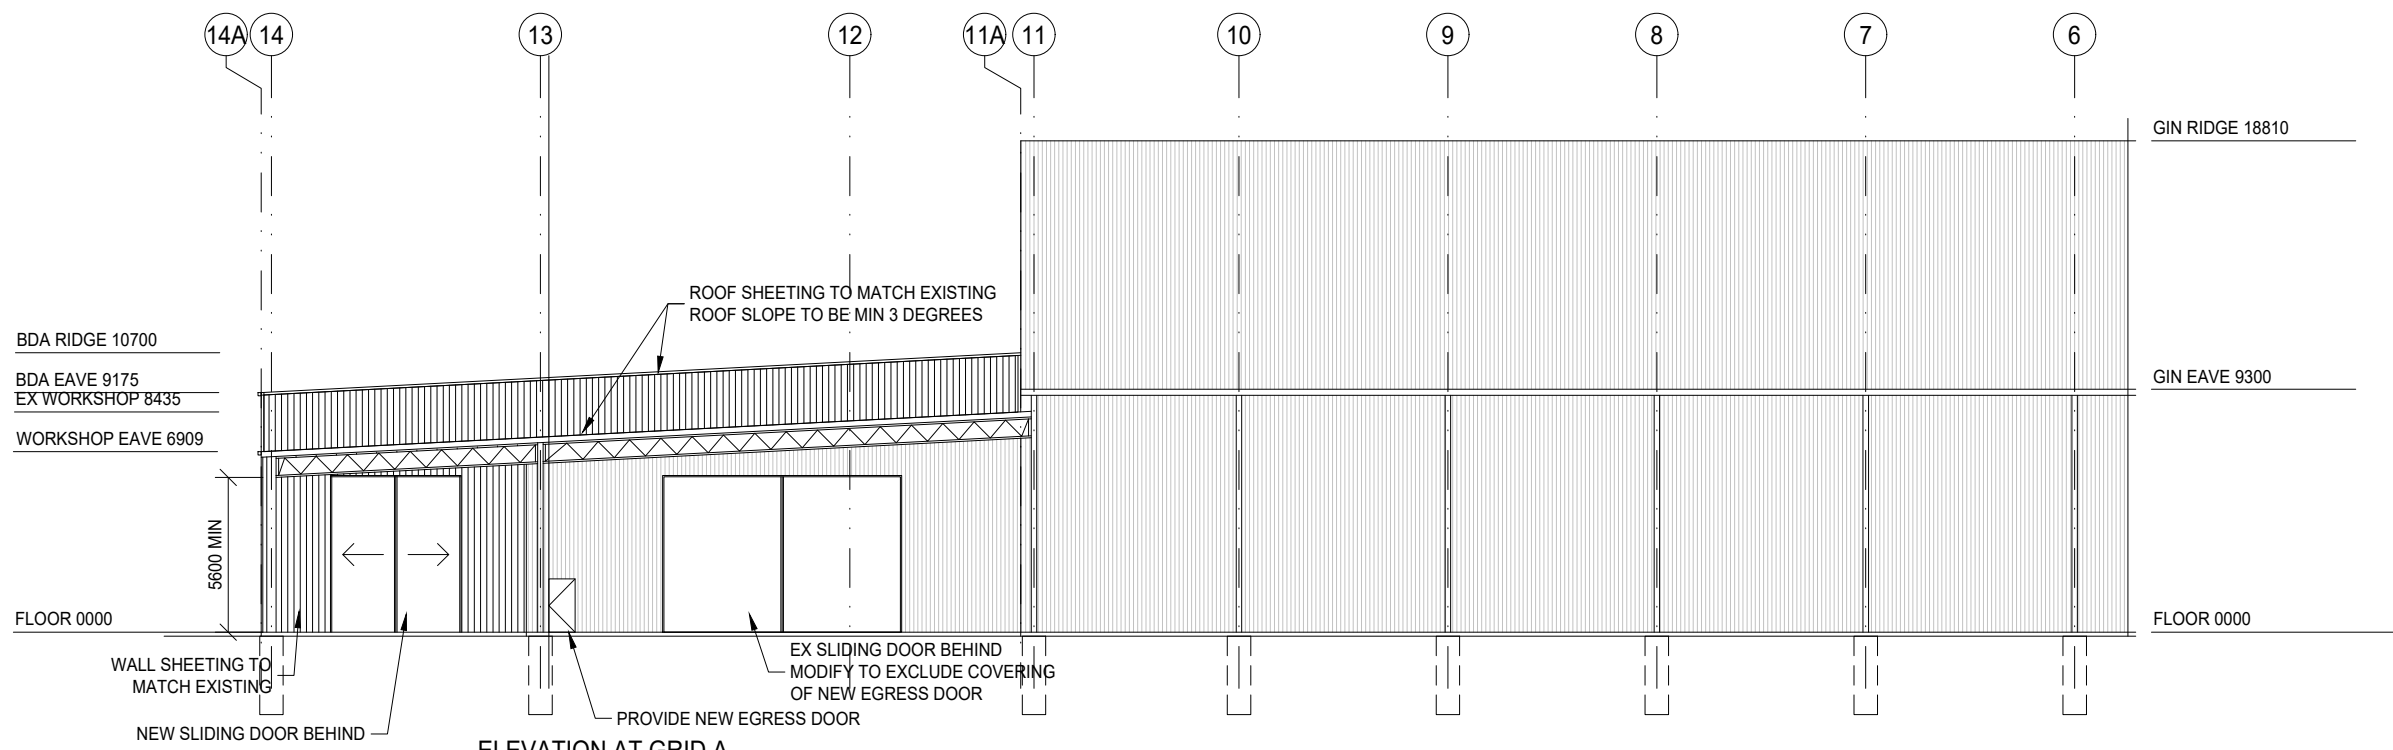 14A 14 13 12 11A 11 10 9 8 7 6
GIN RIDGE 18810
ROOF SHEETING TO MATCH EXISTING
ROOF SLOPE TO BE MIN 3 DEGREES
BDA RIDGE 10700
BDA EAVE 9175
EX WORKSHOP 8435
WORKSHOP EAVE 6909
GIN EAVE 9300
5600 MIN
FLOOR 0000
FLOOR 0000
WALL SHEETING TO
MATCH EXISTING
EX SLIDING DOOR BEHIND
MODIFY TO EXCLUDE COVERING
OF NEW EGRESS DOOR
PROVIDE NEW EGRESS DOOR
NEW SLIDING DOOR BEHIND
ELEVATION AT GRID A